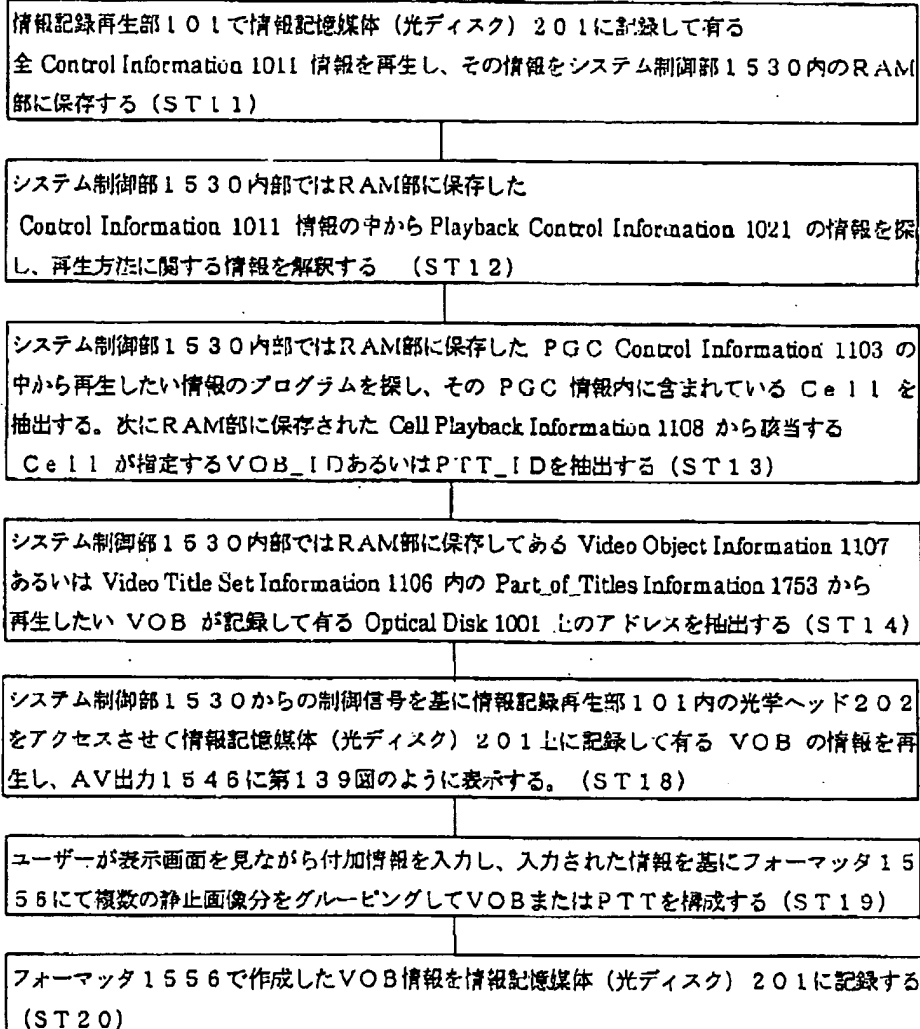 情報記録再生部１０１で情報記憶媒体（光ディスク）２０１に記録して有る
全 Control Information 1011 情報を再生し、その情報をシステム制御部１５３０内のＲＡＭ
部に保存する（ＳＴ１１）
システム制御部１５３０内部ではＲＡＭ部に保存した
Control Information 1011 情報の中から Playback Control Information 1021 の情報を探
し、再生方法に関する情報を解釈する （ＳＴ１２）
システム制御部１５３０内部ではＲＡＭ部に保存した ＰＧＣ Control Information 1103 の
中から再生したい情報のプログラムを探し、その PGC 情報内に含まれている Ｃｅｌｌ を
抽出する。次にＲＡＭ部に保存された Cell Playback Information 1108 から該当する
Ｃｅｌｌ が指定するＶＯＢ_ＩＤあるいはＰＴＴ_ＩＤを抽出する（ＳＴ１３）
システム制御部１５３０内部ではＲＡＭ部に保存してある Video Object Information 1107
あるいは Video Title Set Information 1106 内の Part_of_Titles Information 1753 から
再生したい VOB が記録して有る Optical Disk 1001 上のアドレスを抽出する（ＳＴ１４）
システム制御部１５３０からの制御信号を基に情報記録再生部１０１内の光学ヘッド２０２
をアクセスさせて情報記憶媒体（光ディスク）２０１上に記録して有る VOB の情報を再
生し、ＡＶ出力１５４６に第１３９図のように表示する。（ＳＴ１８）
ユーザーが表示画面を見ながら付加情報を入力し、入力された情報を基にフォーマッタ１５
５６にて複数の静止画像分をグルーピングしてＶＯＢまたはＰＴＴを構成する（ＳＴ１９）
フォーマッタ１５５６で作成したＶＯＢ情報を情報記憶媒体（光ディスク）２０１に記録する
（ＳＴ２０）